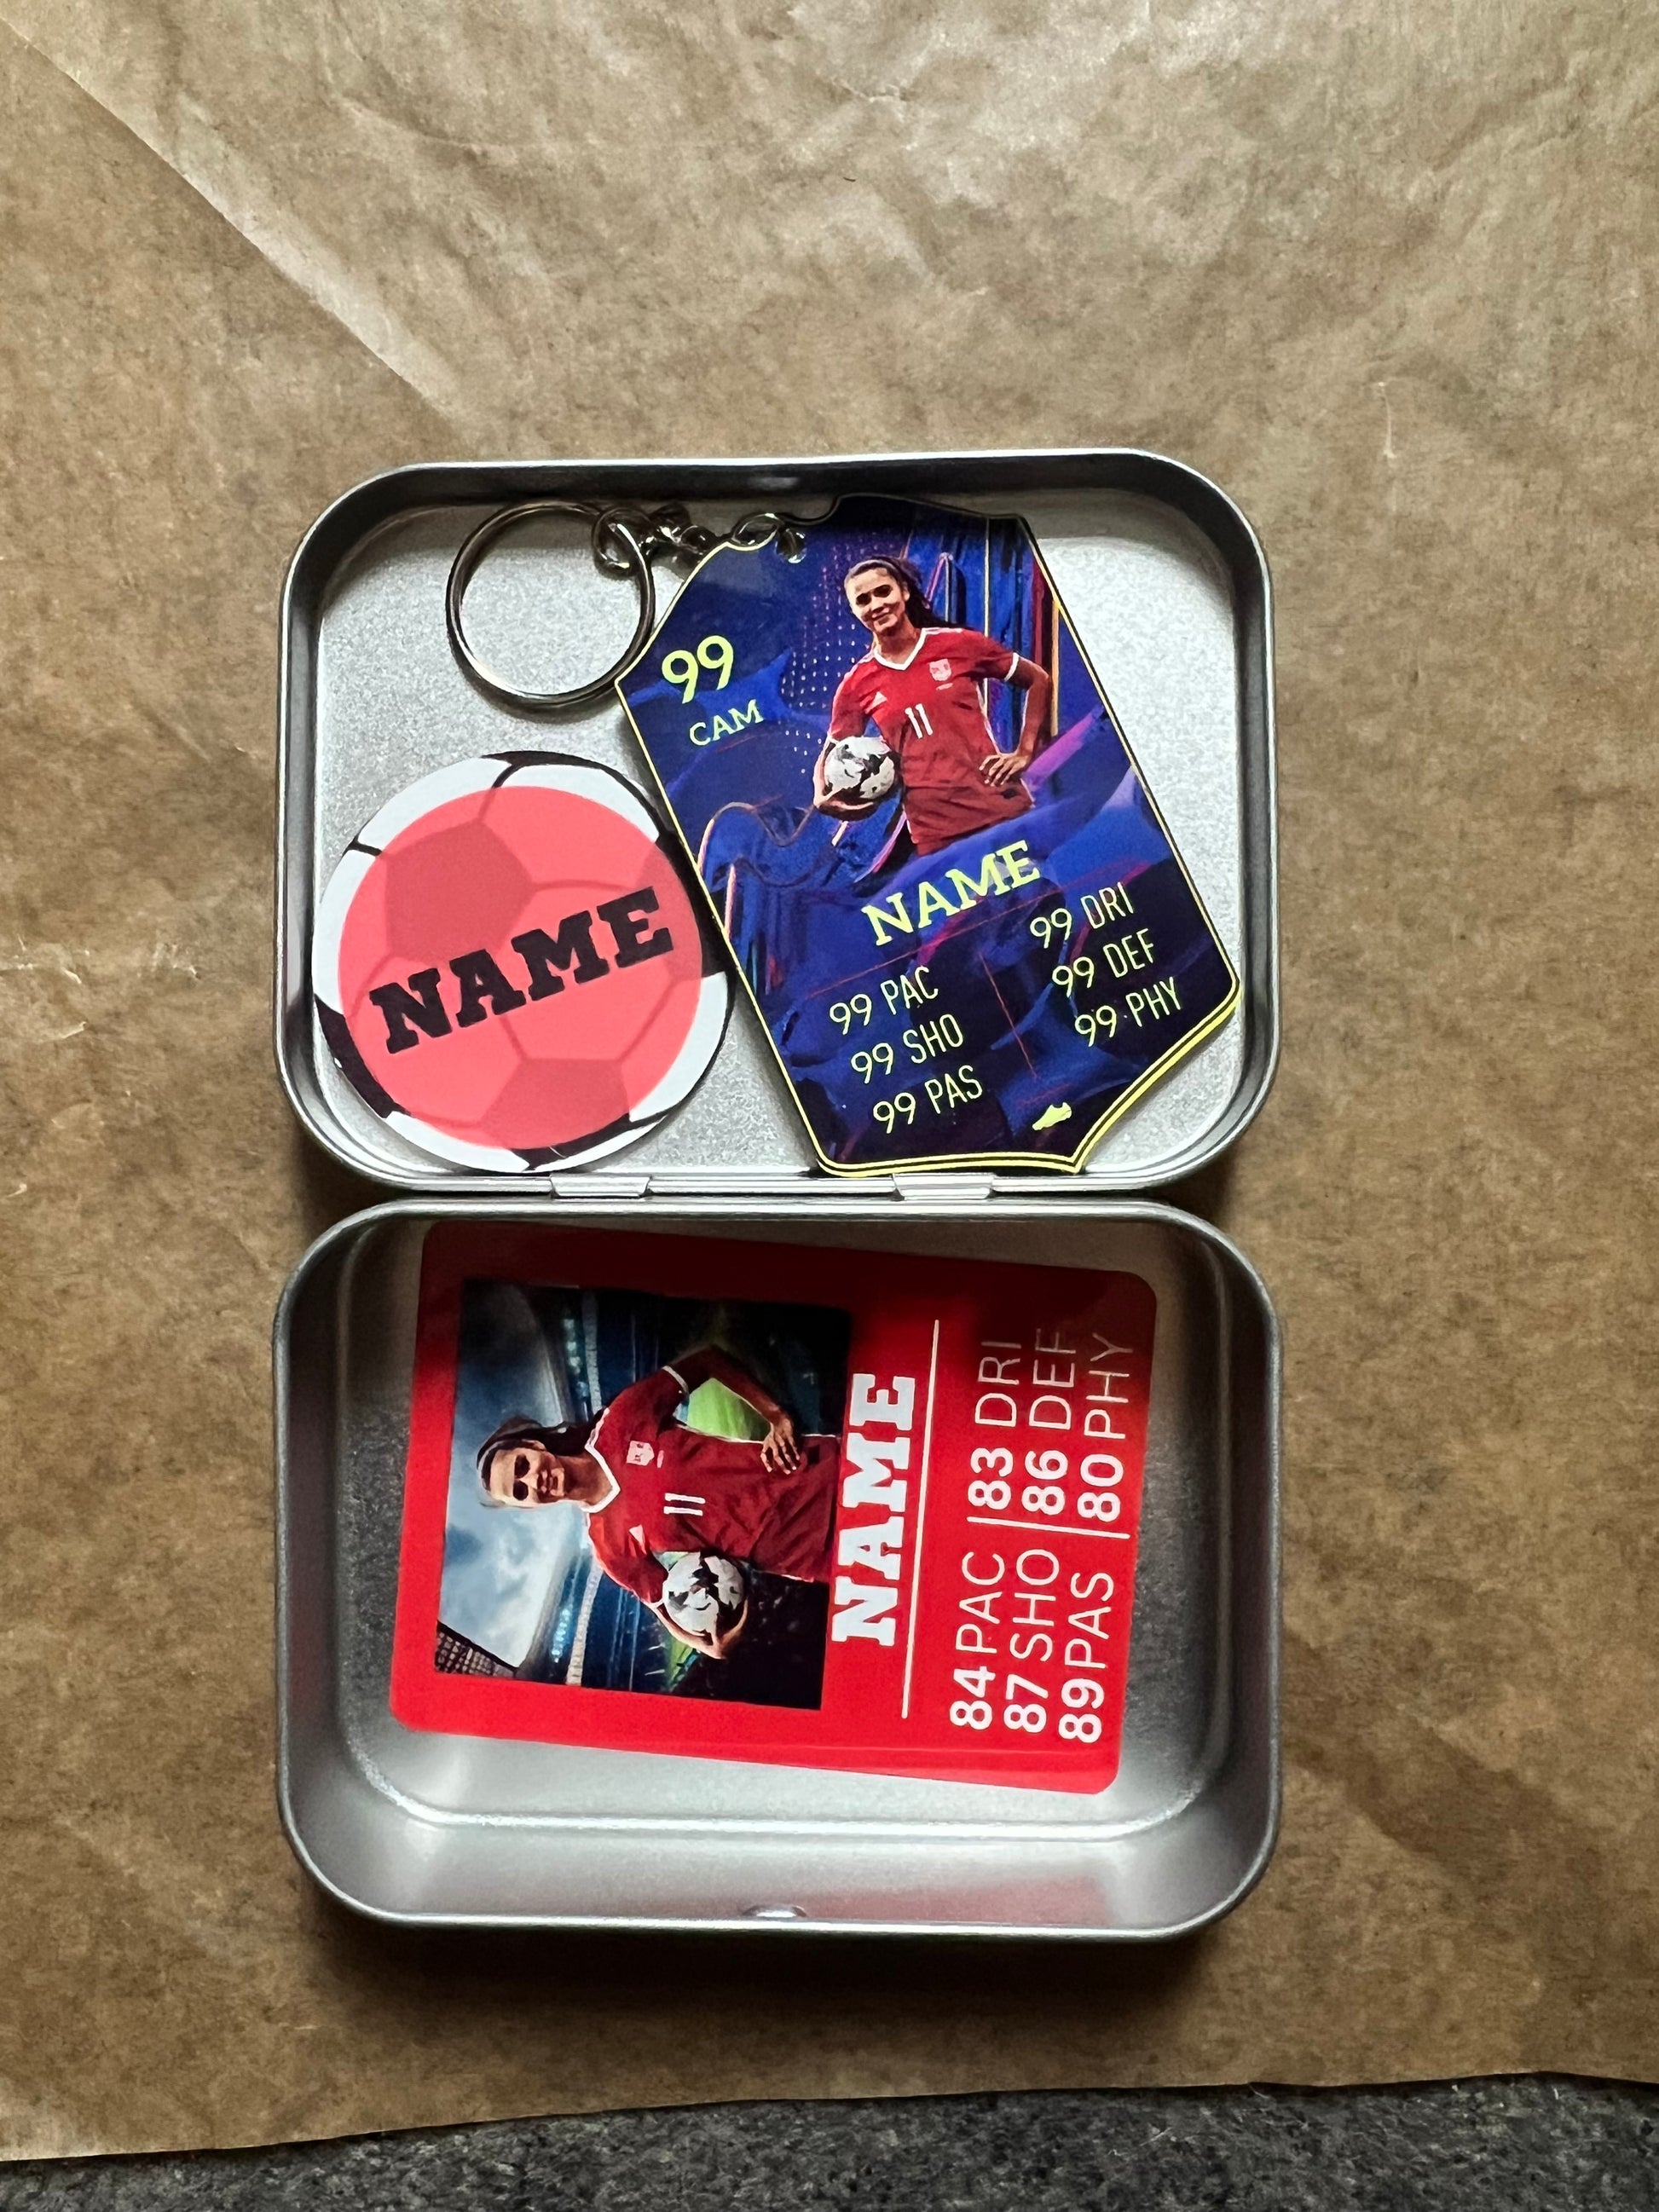 99
CAM
11
NAME
99 PAC
99 SHO
99 PAS
99 DRI
99 DEF
99 PHY
NAME
11
NAME
84 PAC
87 SHO
89 PAS
83 DRI
86 DEF
80 PHY